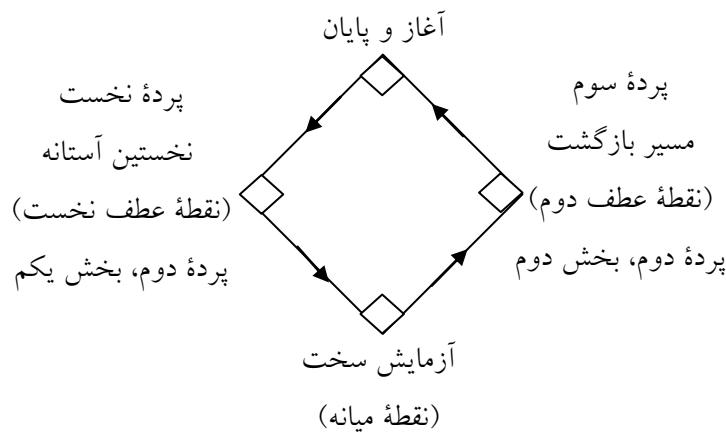 آغاز و پایان
پردهٔ سوم
مسیر بازگشت
(نقطهٔ عطف دوم)
پردهٔ دوم، بخش دوم
پردهٔ نخست
نخستین آستانه
(نقطهٔ عطف نخست)
پردهٔ دوم، بخش یکم
آزمایش سخت
(نقطهٔ میانه)